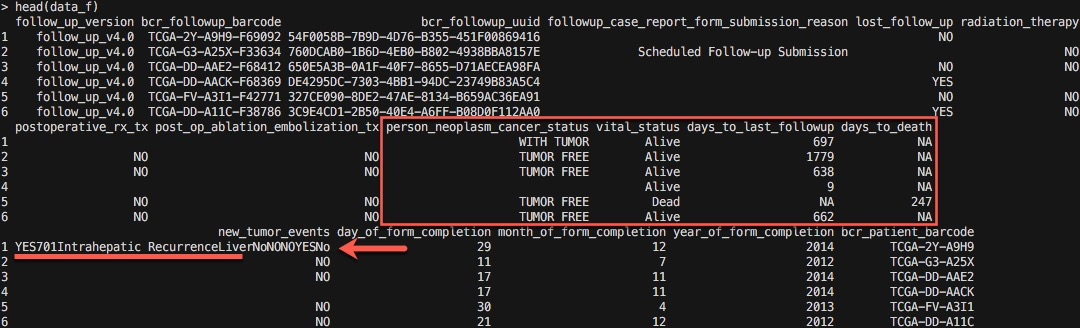 > head(data_f)
follow_up_version bcr_followup_barcode bcr_followup_uuid followup_case_report_form_submission_reason lost_follow_up radiation_therapy
1 follow_up_v4.0 TCGA-2Y-A9H9-F69092 54F0058B-7B9D-4D76-B355-451F00869416 NO
2 follow_up_v4.0 TCGA-G3-A25X-F33634 760DCAB0-1B6D-4EB0-B802-4938BBA8157E Scheduled Follow-up Submission NO
3 follow_up_v4.0 TCGA-DD-AAE2-F68412 650E5A3B-0A1F-40F7-8655-D71AECEA98FA NO NO
4 follow_up_v4.0 TCGA-DD-AACK-F68369 DE4295DC-7303-4BB1-94DC-23749B83A5C4 YES
5 follow_up_v4.0 TCGA-FV-A3I1-F42771 327CE090-8DE2-47AE-8134-B659AC36EA91 NO
6 follow_up_v4.0 TCGA-DD-A11C-F38786 3C9E4CD1-2B50-40E4-A6FF-B08D0F112AA0 YES NO
postoperative_rx_tx post_op_ablation_embolization_tx person_neoplasm_cancer_status vital_status days_to_last_followup days_to_death
1 WITH TUMOR Alive 697 NA
2 NO NO TUMOR FREE Alive 1779 NA
3 NO NO TUMOR FREE Alive 638 NA
4 Alive 9 NA
5 NO NO TUMOR FREE Dead NA 247
6 NO NO TUMOR FREE Alive 662 NA
new_tumor_events day_of_form_completion month_of_form_completion year_of_form_completion bcr_patient_barcode
1 YES701Intrahepatic RecurrenceLiverNoNONOYESNo 29 12 2014 TCGA-2Y-A9H9
2 NO 11 7 2012 TCGA-G3-A25X
3 NO 17 11 2014 TCGA-DD-AAE2
4 17 11 2014 TCGA-DD-AACK
5 NO 30 4 2013 TCGA-FV-A3I1
6 NO 21 12 2012 TCGA-DD-A11C